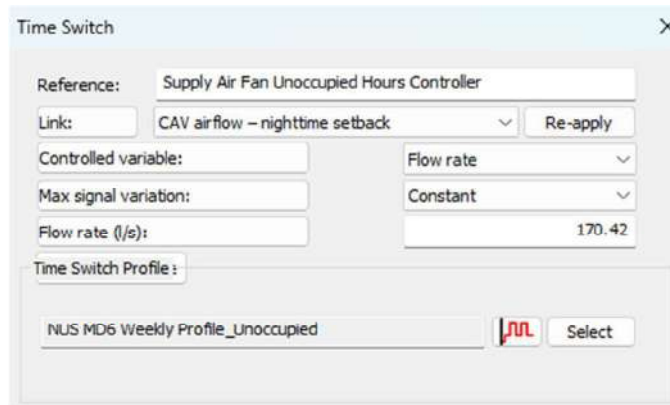 Time Switch
Reference: Supply Air Fan Unoccupied Hours Controller
Link: CAV airflow – nighttime setback Re-apply
Controlled variable: Flow rate
Max signal variation: Constant
Flow rate (l/s): 170.42
Time Switch Profile :
NUS MD6 Weekly Profile_Unoccupied Select